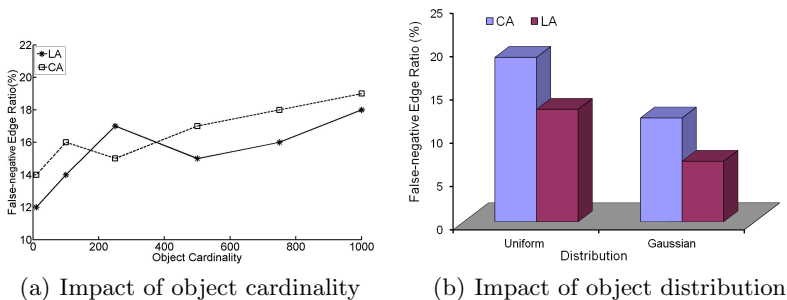 22
20
18
16
14
12
10
False-negative Edge Ratio(%)
LA
CA
0 200 400 600 800 1000
Object Cardinality
(a) Impact of object cardinality
25
20
15
10
5
0
False-negative Edge Ratio (%)
CA LA
Uniform Gaussian
Distribution
(b) Impact of object distribution